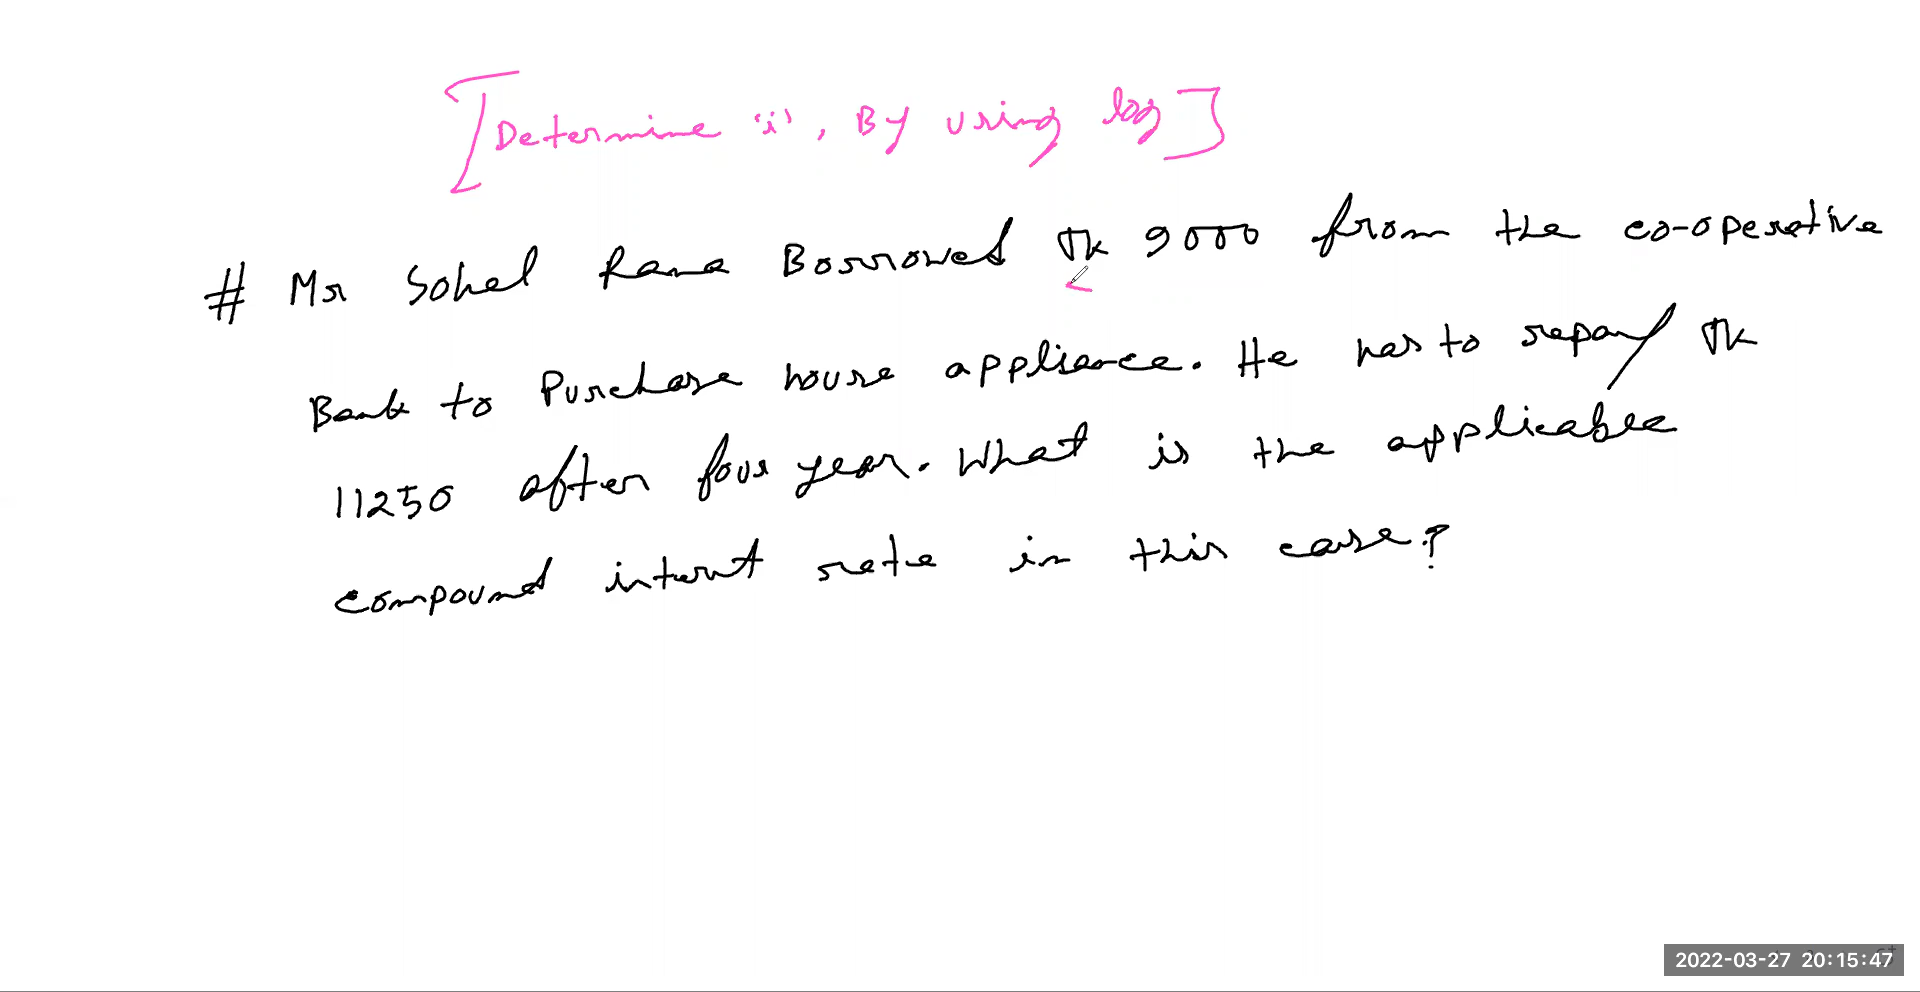 [Determine 'i', By using log]
# Mr Sohel Rana Borrowed Tk 9000 from the co-operative
Bank to Purchase house appliance. He has to repay Tk
11250 after four year. What is the applicable
compound interest rate in this case?
2022-03-27 20:15:47